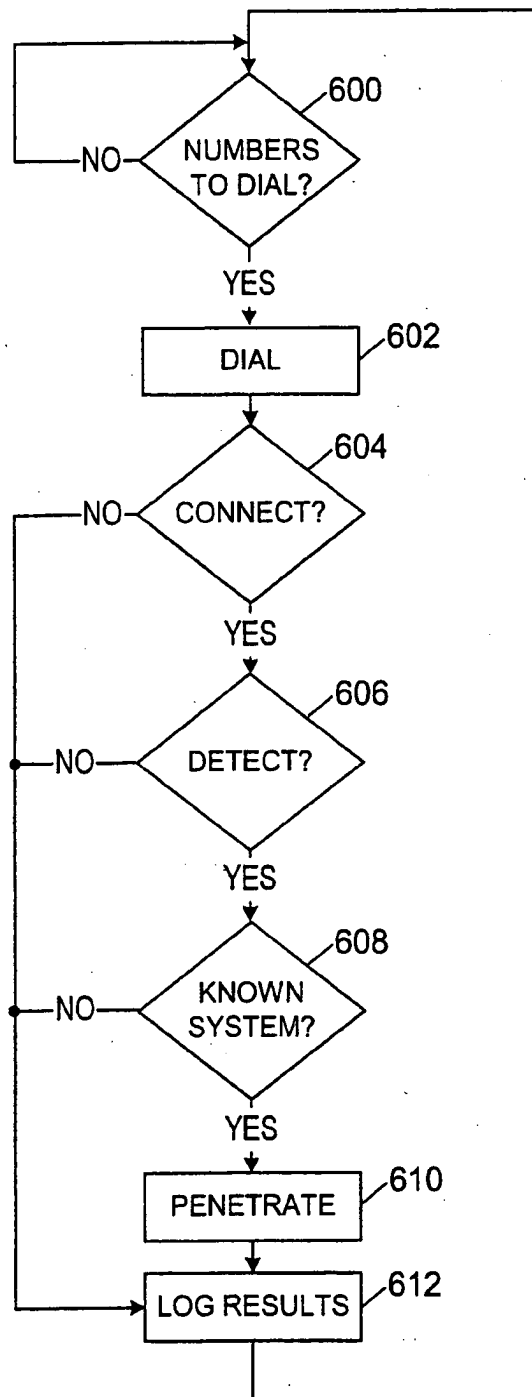 600
NUMBERS
TO DIAL?
NO
YES
DIAL
602
604
CONNECT?
NO
YES
606
DETECT?
NO
YES
608
KNOWN
SYSTEM?
NO
YES
PENETRATE
610
LOG RESULTS
612